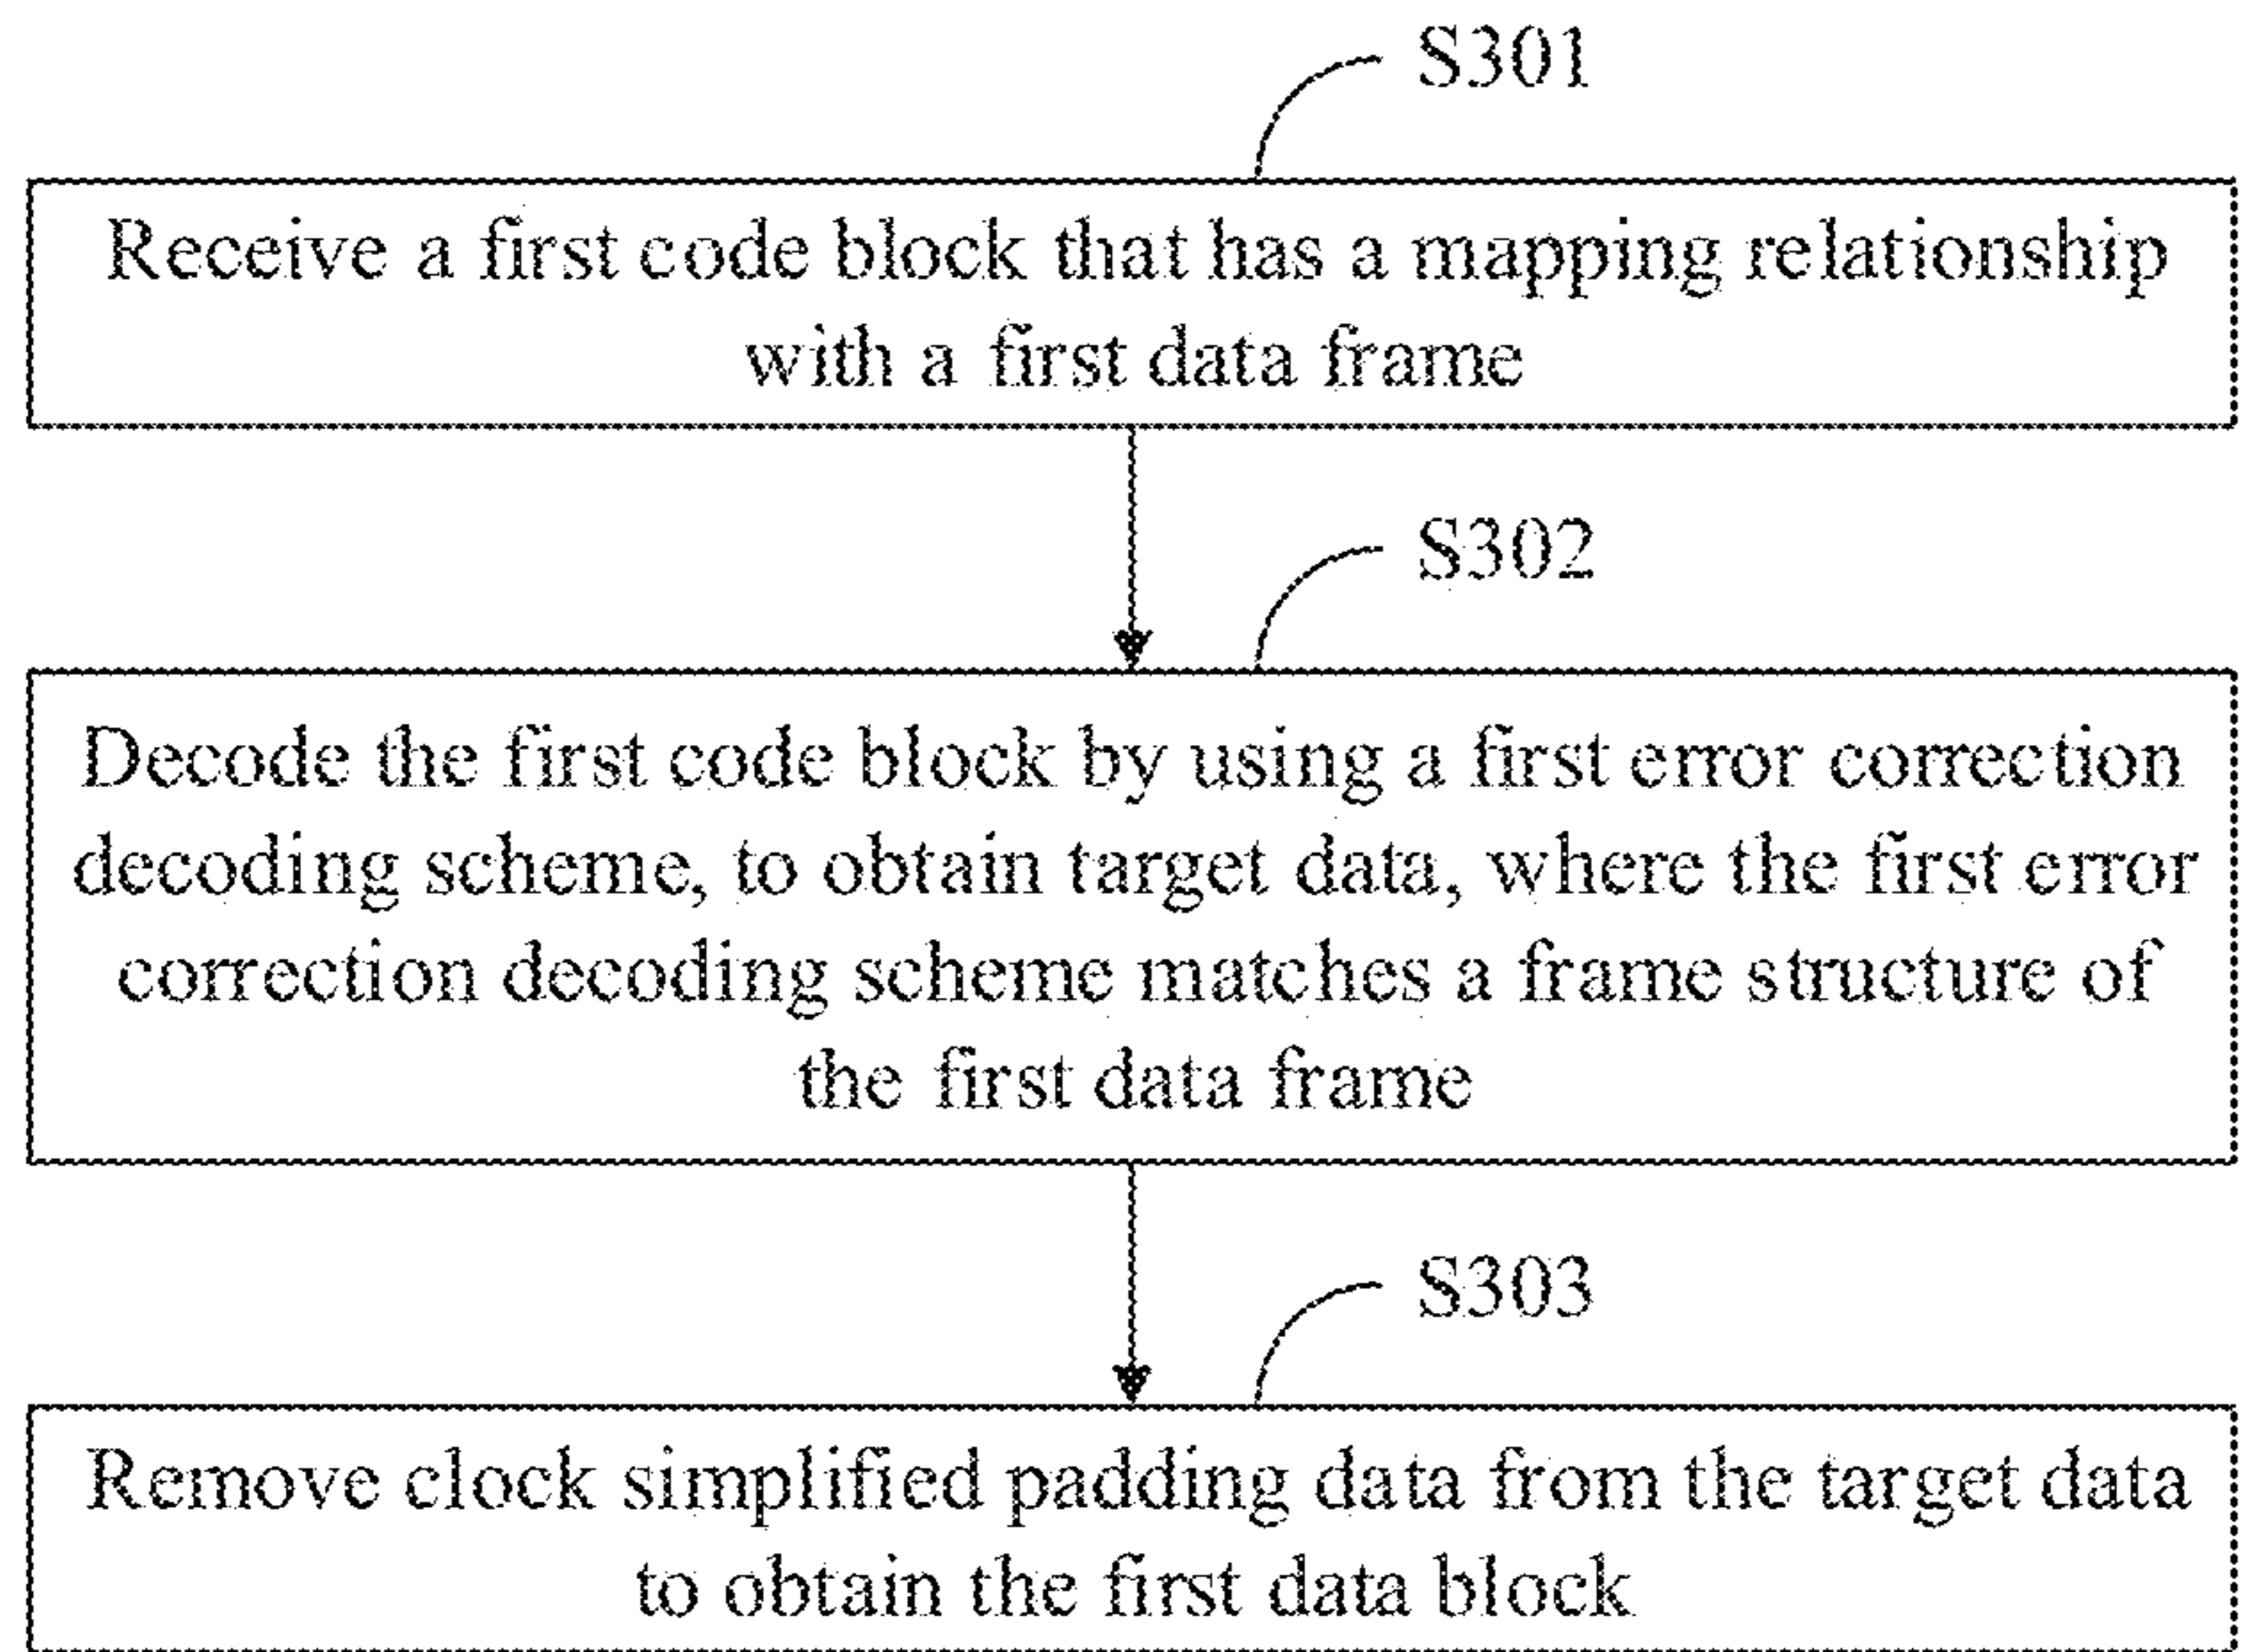 S301
Receive a first code block that has a mapping relationship
with a first data frame
S302
Decode the first code block by using a first error correction
decoding scheme, to obtain target data, where the first error
correction decoding scheme matches a frame structure of
the first data frame
S303
Remove clock simplified padding data from the target data
to obtain the first data block